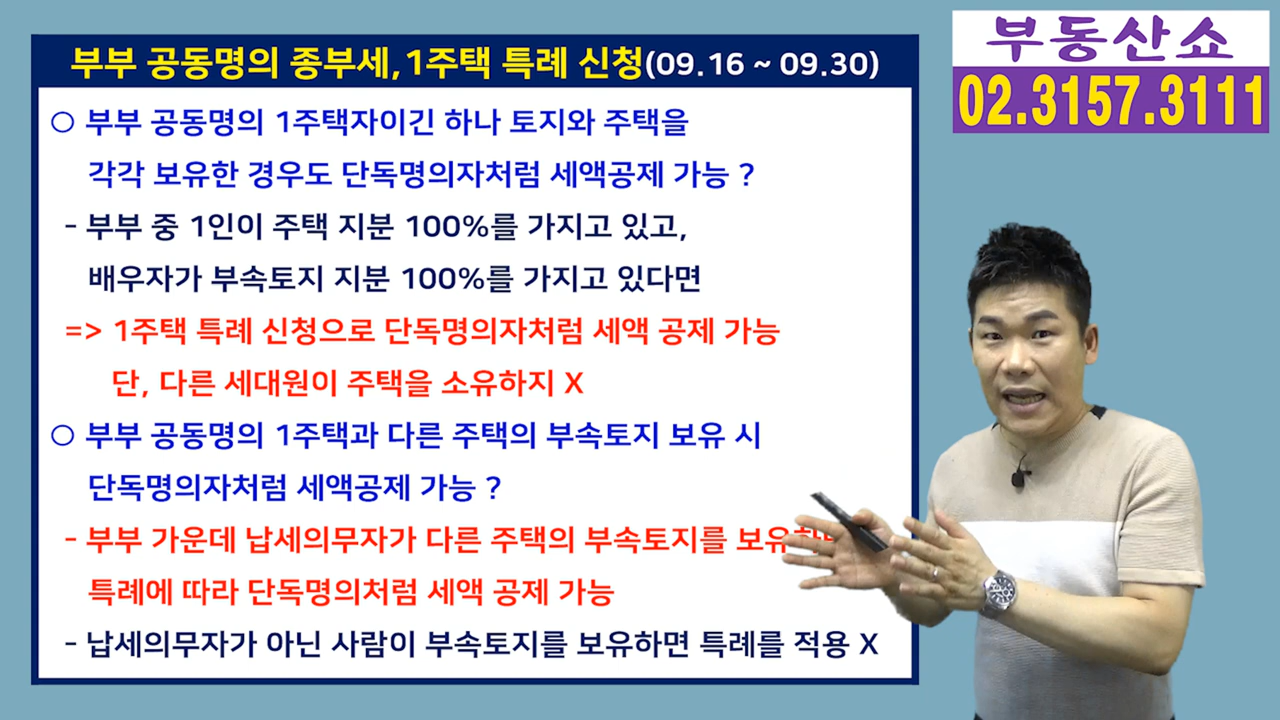 부부 공동명의 종부세,1주택 특례 신청(09.16 ~ 09.30)
○ 부부 공동명의 1주택자이긴 하나 토지와 주택을
각각 보유한 경우도 단독명의자처럼 세액공제 가능 ?
- 부부 중 1인이 주택 지분 100%를 가지고 있고,
배우자가 부속토지 지분 100%를 가지고 있다면
=> 1주택 특례 신청으로 단독명의자처럼 세액 공제 가능
단, 다른 세대원이 주택을 소유하지 X
○ 부부 공동명의 1주택과 다른 주택의 부속토지 보유 시
단독명의자처럼 세액공제 가능 ?
- 부부 가운데 납세의무자가 다른 주택의 부속토지를
특례에 따라 단독명의처럼 세액 공제 가능
- 납세의무자가 아닌 사람이 부속토지를 보유하면 특례를 적용 X
부동산쇼
02.3157.3111